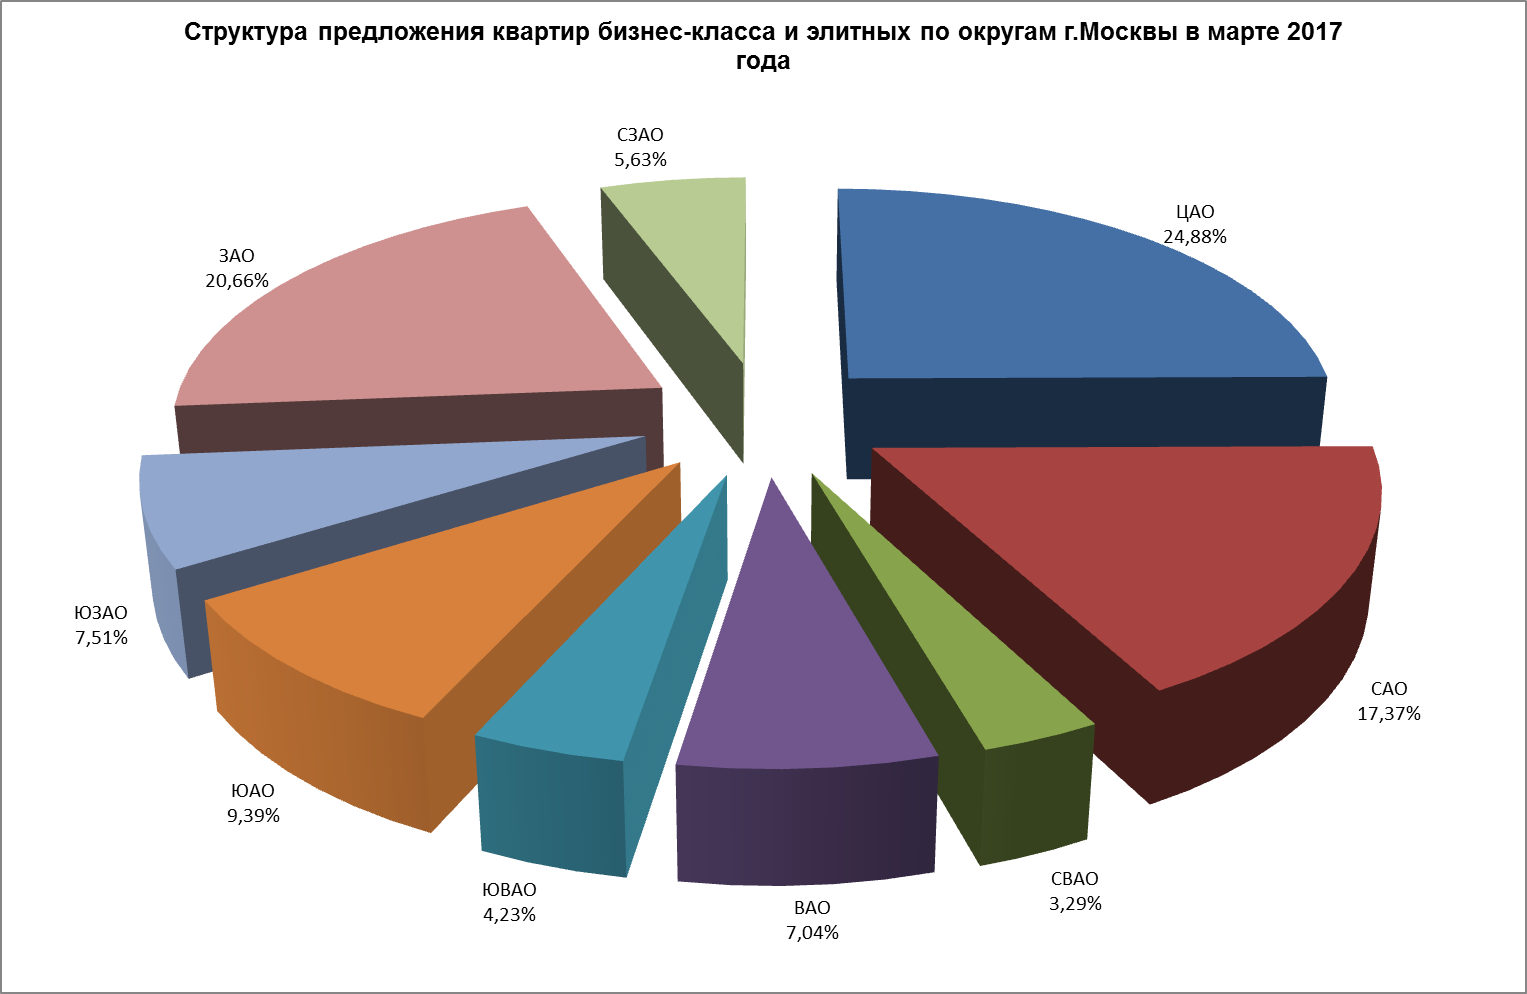 Структура предложения квартир бизнес-класса и элитных по округам г.Москвы в марте 2017
года
СЗАО
5,63%
ЦАО
24,88%
ЗАО
20,66%
ЮЗАО
7,51%
САО
17,37%
ЮАО
9,39%
ЮВАО
4,23%
ВАО
7,04%
СВАО
3,29%